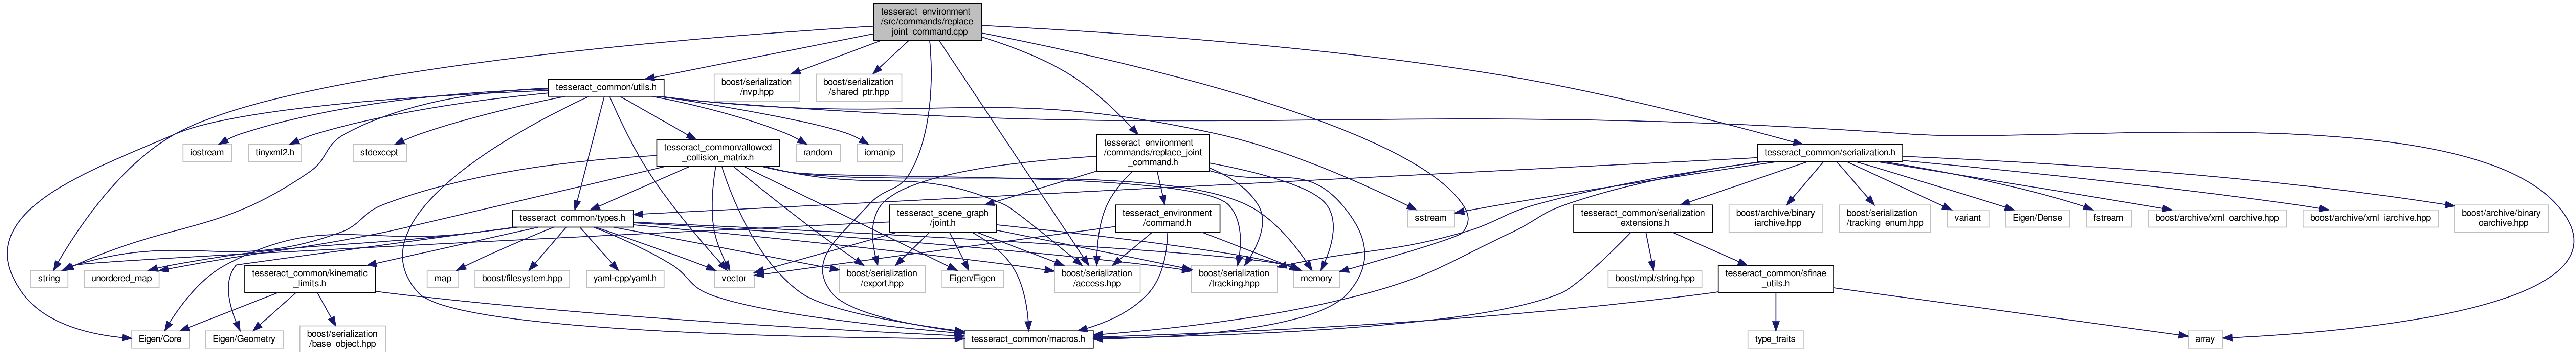 tesseract_environment
/src/commands/replace
_joint_command.cpp
tesseract_common/utils.h
boost/serialization
/nvp.hpp
boost/serialization
/shared_ptr.hpp
iostream
tinyxml2.h
stdexcept
tesseract_common/allowed
_collision_matrix.h
random
iomanip
tesseract_environment
/commands/replace_joint
_command.h
tesseract_common/serialization.h
tesseract_common/types.h
tesseract_scene_graph
/joint.h
tesseract_environment
/command.h
sstream
tesseract_common/serialization
_extensions.h
boost/archive/binary
_iarchive.hpp
boost/serialization
/tracking_enum.hpp
variant
Eigen/Dense
fstream
boost/archive/xml_oarchive.hpp
boost/archive/xml_iarchive.hpp
boost/archive/binary
_oarchive.hpp
string
unordered_map
tesseract_common/kinematic
_limits.h
map
boost/filesystem.hpp
yaml-cpp/yaml.h
vector
boost/serialization
/export.hpp
Eigen/Eigen
boost/serialization
/access.hpp
boost/serialization
/tracking.hpp
memory
boost/mpl/string.hpp
tesseract_common/sfinae
_utils.h
Eigen/Core
Eigen/Geometry
boost/serialization
/base_object.hpp
tesseract_common/macros.h
type_traits
array